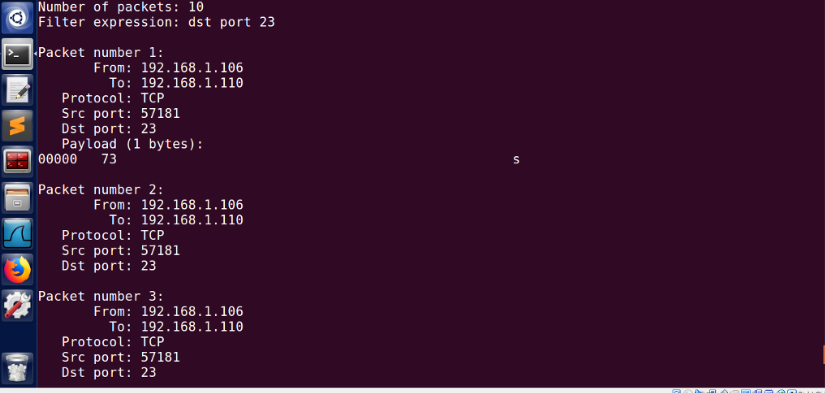 Number of packets: 10
Filter expression: dst port 23
Packet number 1:
From: 192.168.1.106
To: 192.168.1.110
Protocol: TCP
Src port: 57181
Dst port: 23
Payload (1 bytes):
00000 73 s
Packet number 2:
From: 192.168.1.106
To: 192.168.1.110
Protocol: TCP
Src port: 57181
Dst port: 23
Packet number 3:
From: 192.168.1.106
To: 192.168.1.110
Protocol: TCP
Src port: 57181
Dst port: 23